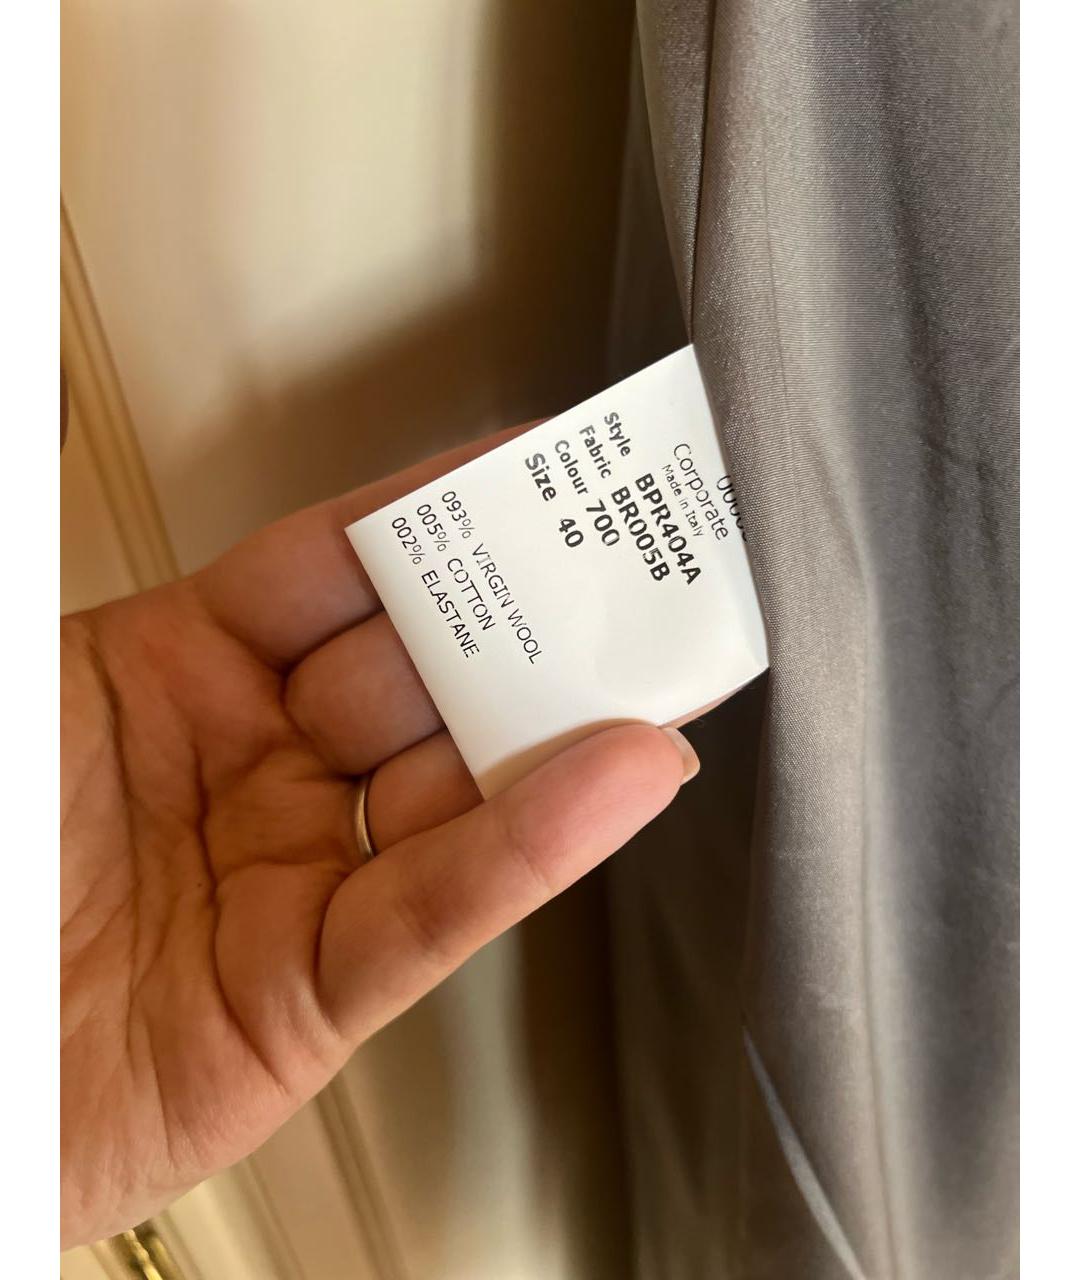 Corporate
Made in Italy
Style BPR404A
Fabric BR005B
Colour 700
Size 40
093% VIRGIN WOOL
005% COTTON
002% ELASTANE